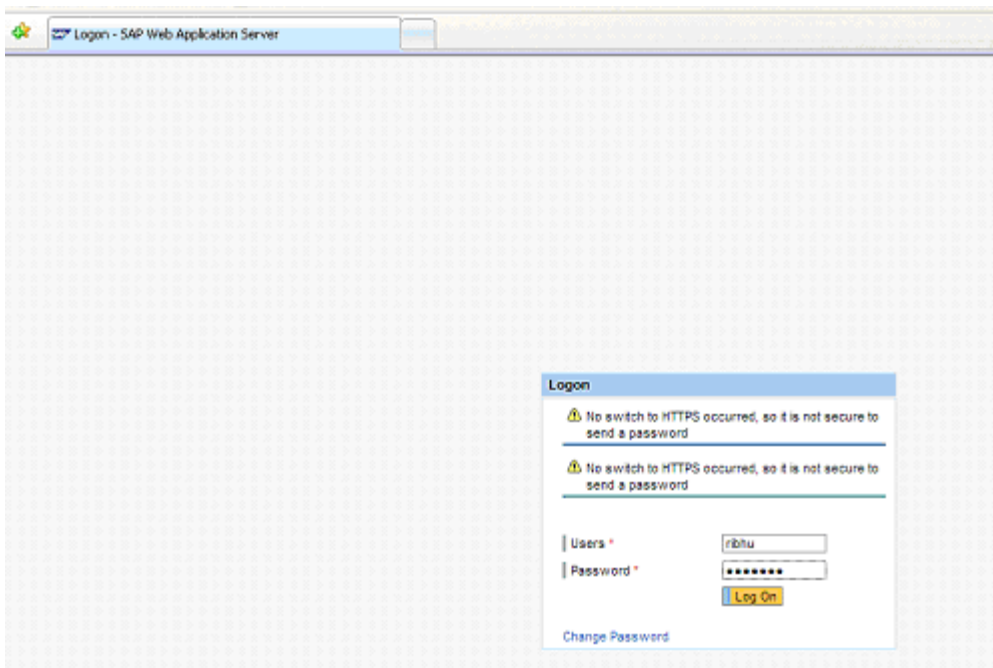 SAP Logon - SAP Web Application Server
Logon
No switch to HTTPS occurred, so it is not secure to
send a password
No switch to HTTPS occurred, so it is not secure to
send a password
Users *
ribhu
Password *
•••••••
Log On
Change Password